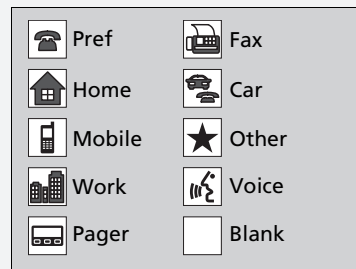 Pref
Fax
Home
Car
Mobile
Other
Work
Voice
Pager
Blank